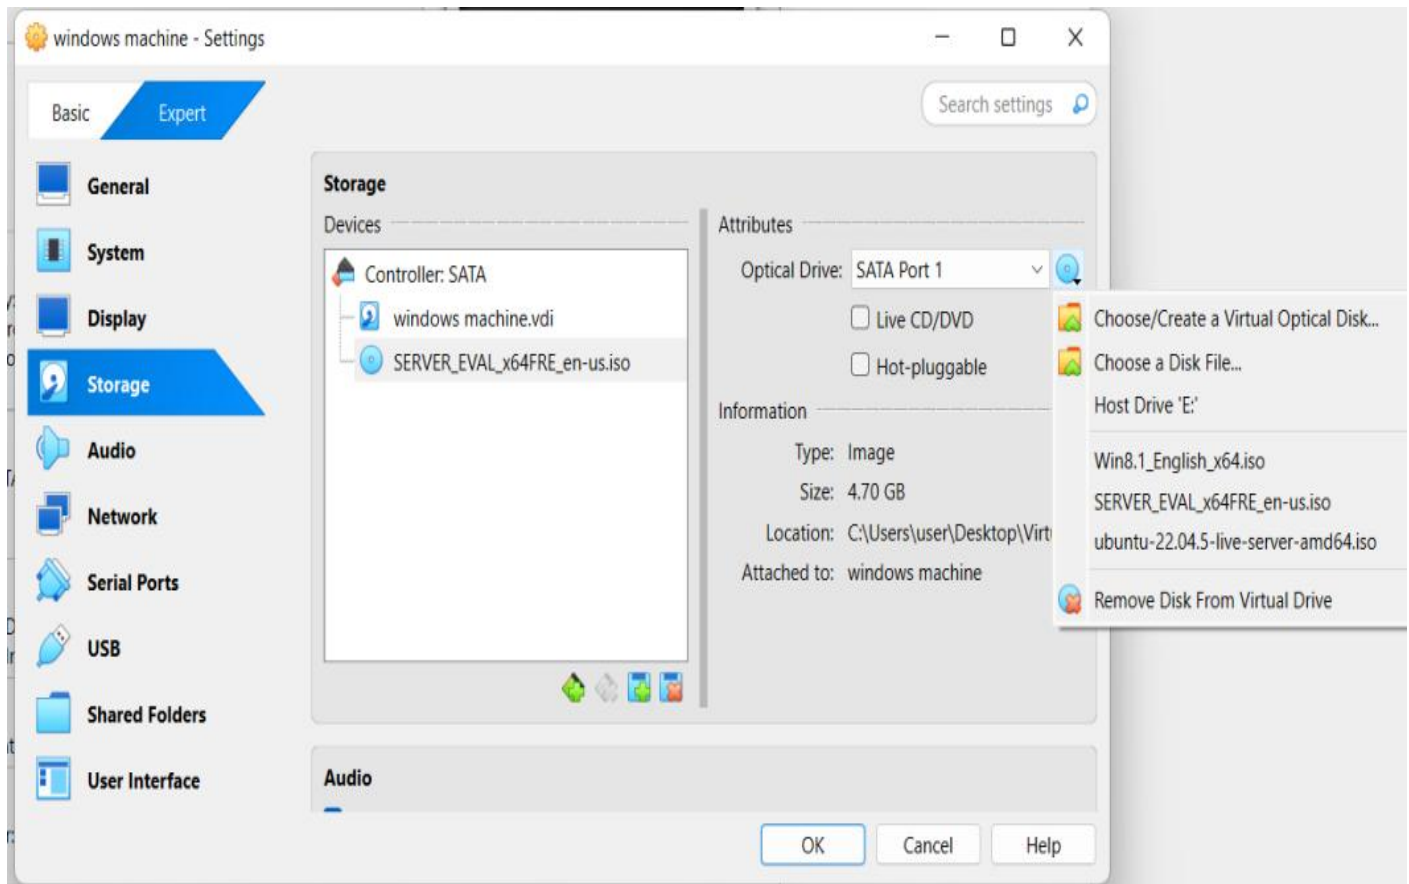 windows machine - Settings
Basic
Expert
Search settings
General
System
Display
Storage
Audio
Network
Serial Ports
USB
Shared Folders
User Interface
Storage
Devices
Controller: SATA
windows machine.vdi
SERVER_EVAL_x64FRE_en-us.iso
Attributes
Optical Drive: SATA Port 1
Live CD/DVD
Hot-pluggable
Information
Type: Image
Size: 4.70 GB
Location: C:\Users\user\Desktop\Virt
Attached to: windows machine
Choose/Create a Virtual Optical Disk...
Choose a Disk File...
Host Drive 'E:'
Win8.1_English_x64.iso
SERVER_EVAL_x64FRE_en-us.iso
ubuntu-22.04.5-live-server-amd64.iso
Remove Disk From Virtual Drive
Audio
OK
Cancel
Help